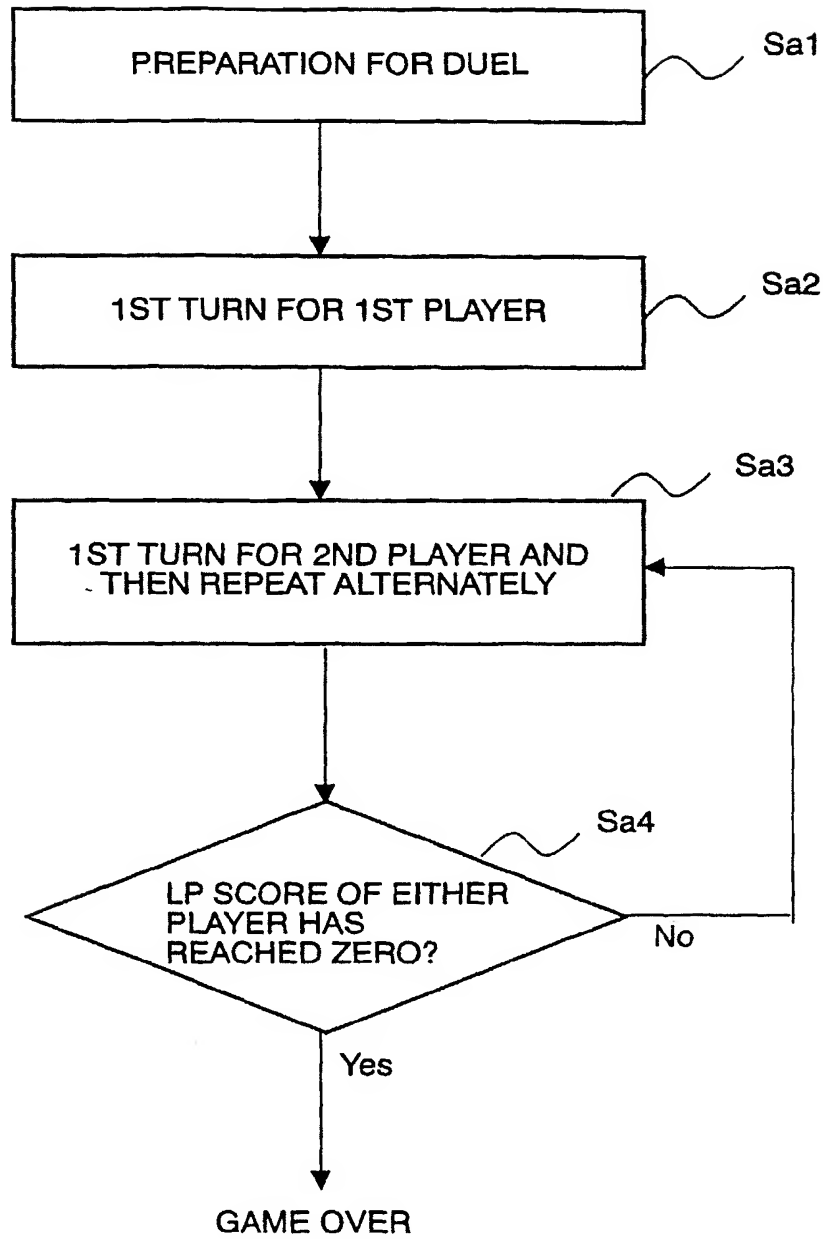 PREPARATION FOR DUEL
Sa1
1ST TURN FOR 1ST PLAYER
Sa2
Sa3
1ST TURN FOR 2ND PLAYER AND
THEN REPEAT ALTERNATELY
Sa4
LP SCORE OF EITHER
PLAYER HAS
REACHED ZERO?
No
Yes
GAME OVER